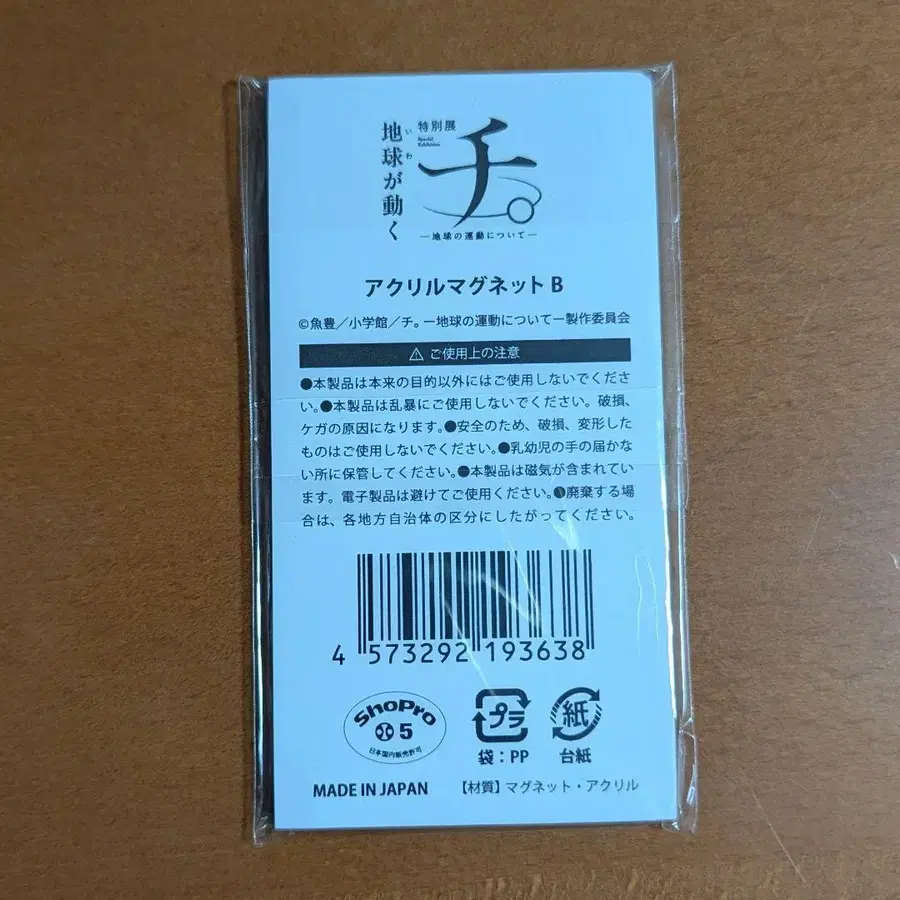 特別展
Special
Exhibition
チ。
―地球の運動について―
地球が動く
いわ
アクリルマグネット B
©魚豊／小学館／チ。ー地球の運動についてー製作委員会
⚠ ご使用上の注意
●本製品は本来の目的以外にはご使用しないでくださ
い。●本製品は乱暴にご使用しないでください。破損、
ケガの原因になります。●安全のため、破損、変形した
ものはご使用しないでください。●乳幼児の手の届かな
い所に保管してください。●本製品は磁気が含まれてい
ます。電子製品は避けてご使用ください。●廃棄する場
合は、各地方自治体の区分にしたがってください。
4 573292 193638
ShoPro
5
日本国内販売許可
プラ
袋：PP
紙
台紙
MADE IN JAPAN
【材質】マグネット・アクリル